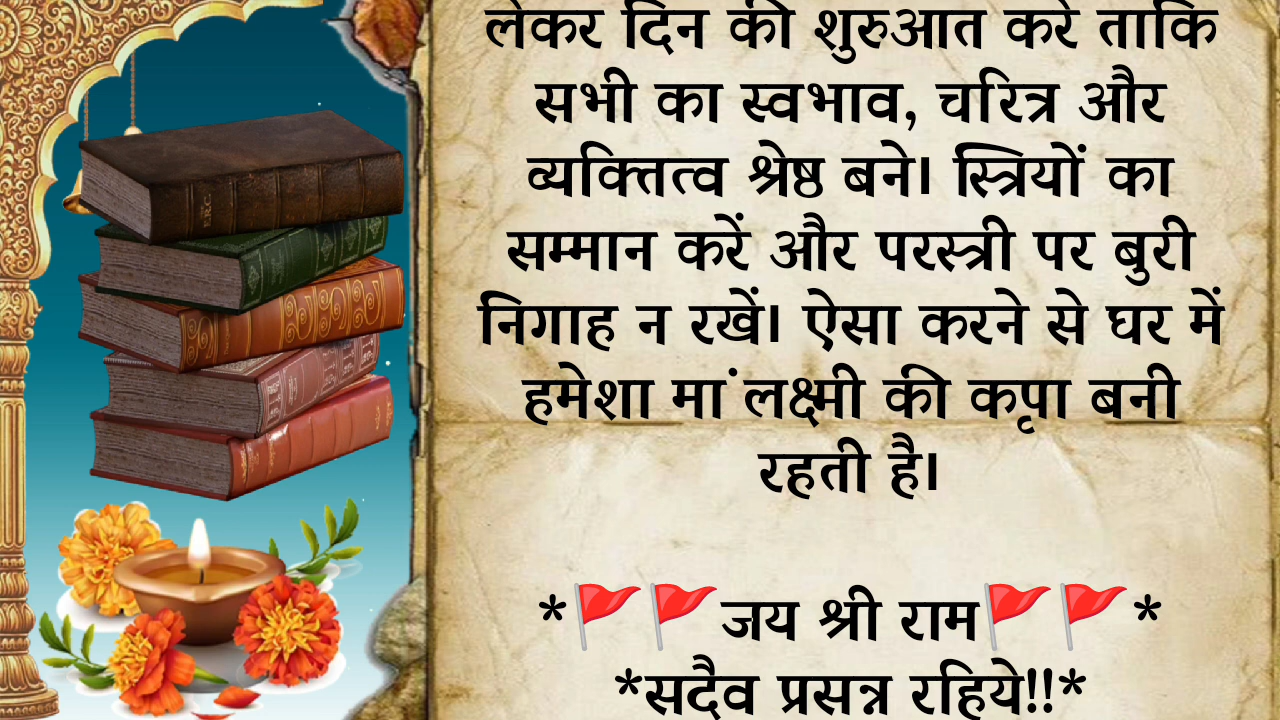 लेकर दिन की शुरुआत करें ताकि
सभी का स्वभाव, चरित्र और
व्यक्तित्व श्रेष्ठ बने। स्त्रियों का
सम्मान करें और परस्त्री पर बुरी
निगाह न रखें। ऐसा करने से घर में
हमेशा मां लक्ष्मी की कृपा बनी
रहती है।
*🚩🚩जय श्री राम🚩🚩*
*सदैव प्रसन्न रहिये!!*